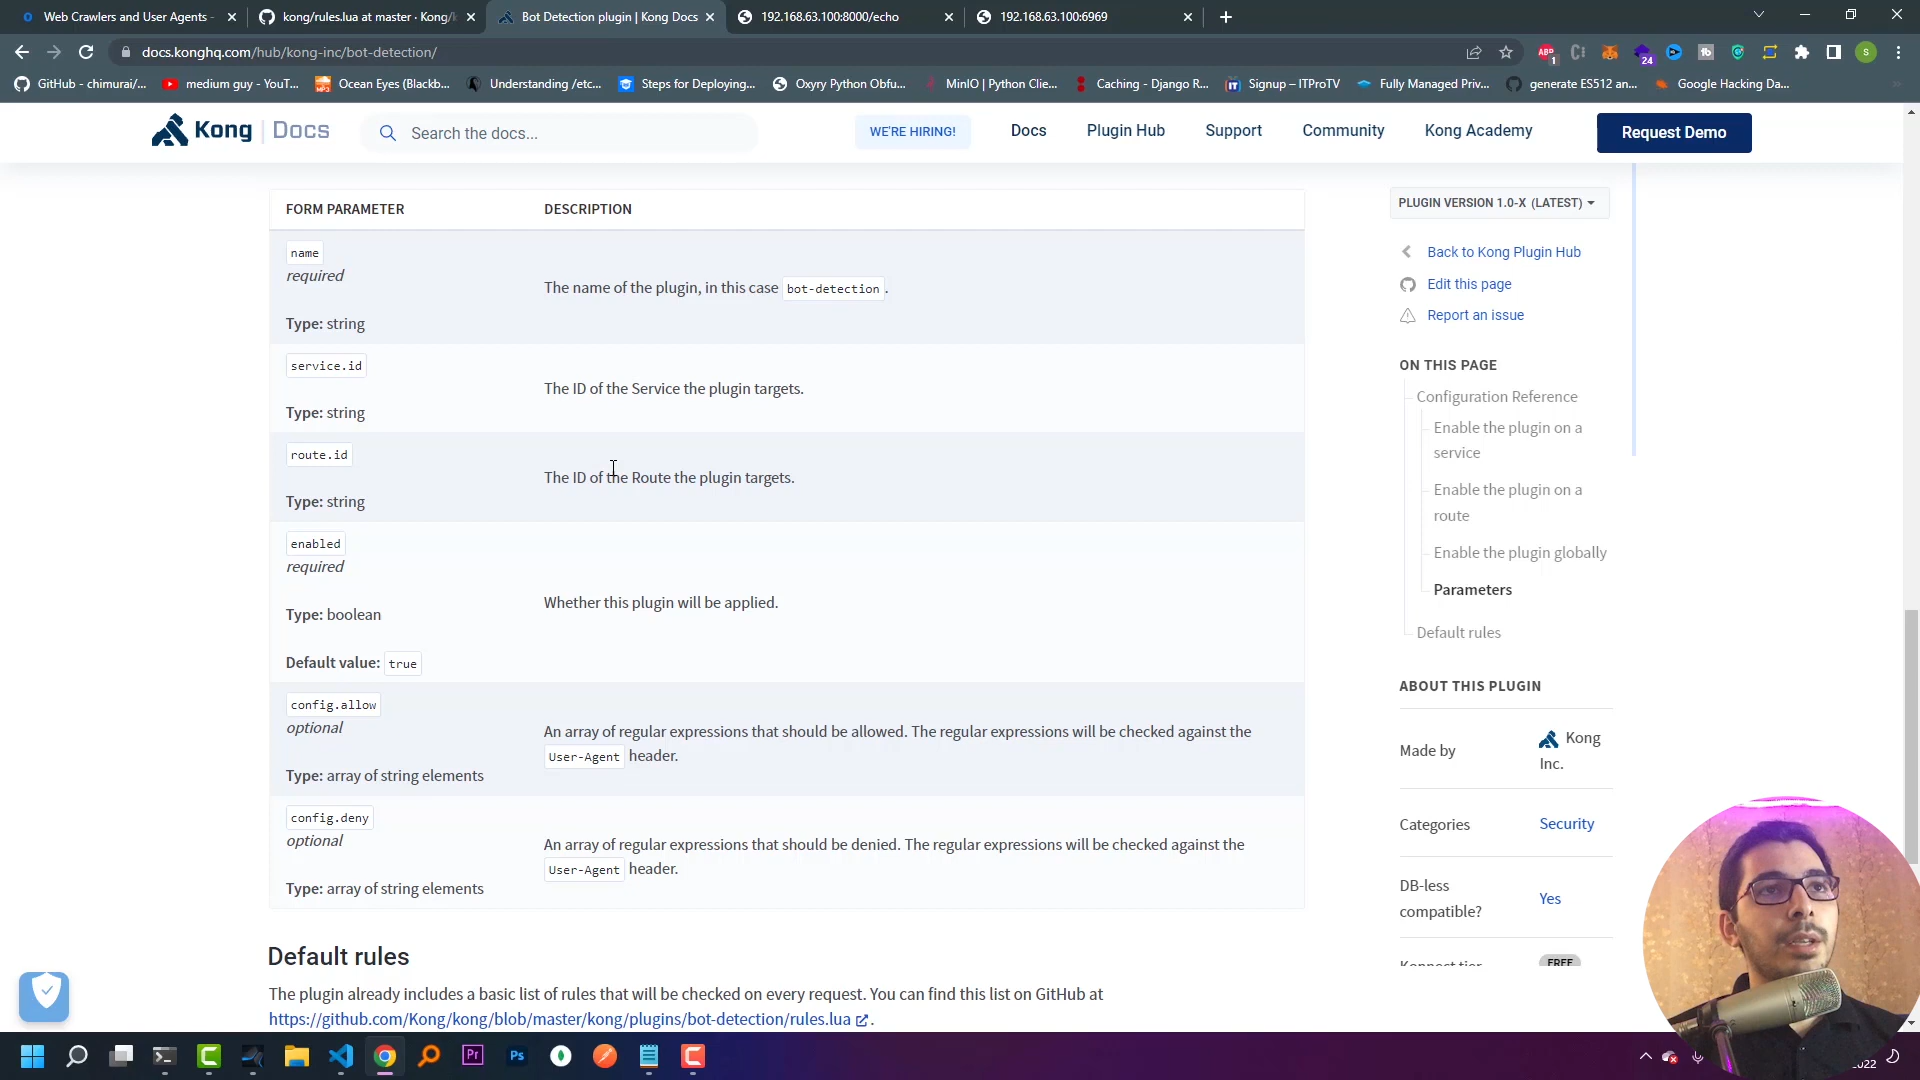 Web Crawlers and User Agents -
kong/rules.lua at master · Kong/k
Bot Detection plugin | Kong Docs
192.168.63.100:8000/echo
192.168.63.100:6969
docs.konghq.com/hub/kong-inc/bot-detection/
GitHub - chimurai/...
medium guy - YouT...
Ocean Eyes (Blackb...
Understanding /etc...
Steps for Deploying...
Oxyry Python Obfu...
MinIO | Python Clie...
Caching - Django R...
Signup – ITProTV
Fully Managed Priv...
generate ES512 an...
Google Hacking Da...
Kong | Docs
Search the docs...
WE'RE HIRING!
Docs
Plugin Hub
Support
Community
Kong Academy
Request Demo
FORM PARAMETER
DESCRIPTION
name
required
Type: string
The name of the plugin, in this case bot-detection.
service.id
Type: string
The ID of the Service the plugin targets.
route.id
Type: string
The ID of the Route the plugin targets.
enabled
required
Type: boolean
Default value: true
Whether this plugin will be applied.
config.allow
optional
Type: array of string elements
An array of regular expressions that should be allowed. The regular expressions will be checked against the
User-Agent header.
config.deny
optional
Type: array of string elements
An array of regular expressions that should be denied. The regular expressions will be checked against the
User-Agent header.
Default rules
The plugin already includes a basic list of rules that will be checked on every request. You can find this list on GitHub at
https://github.com/Kong/kong/blob/master/kong/plugins/bot-detection/rules.lua.
PLUGIN VERSION 1.0-X (LATEST)
Back to Kong Plugin Hub
Edit this page
Report an issue
ON THIS PAGE
Configuration Reference
Enable the plugin on a
service
Enable the plugin on a
route
Enable the plugin globally
Parameters
Default rules
ABOUT THIS PLUGIN
Made by
Kong
Inc.
Categories
Security
DB-less
compatible?
Yes
Konnect tier
FREE
ABP
1
24
S
Pr
Ps
2022